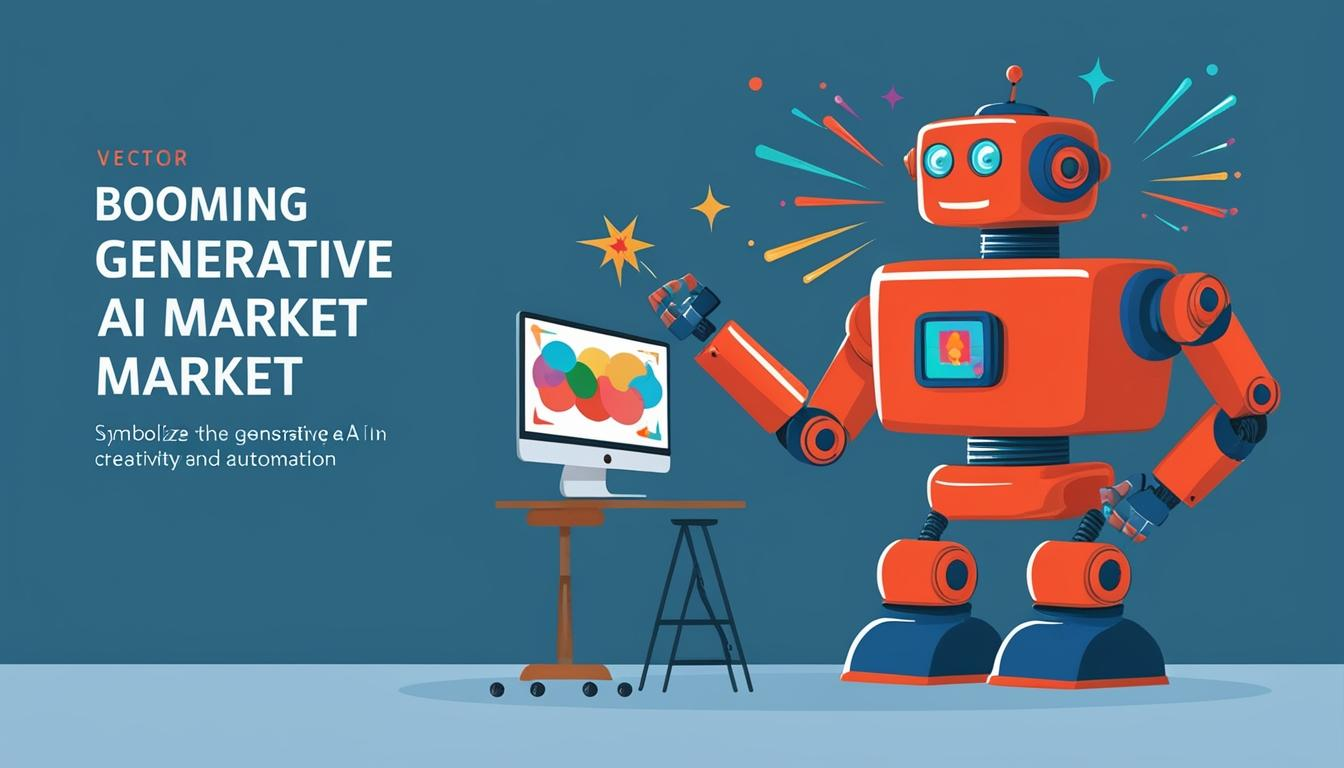 VECTOR
BOOMING
GENERATIVE
AI MARKET
MARKET
Symbolize the
creativity and automation